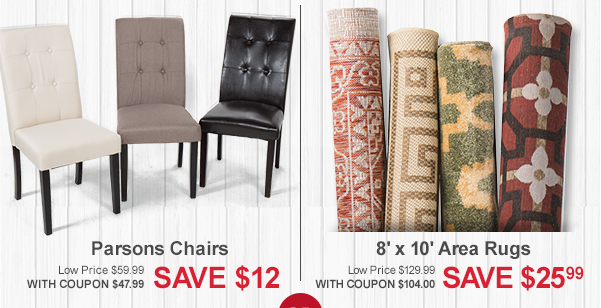 Parsons Chairs
Low Price $59.99
WITH COUPON $47.99
SAVE $12
8' x 10' Area Rugs
Low Price $129.99
WITH COUPON $104.00
SAVE $25.99